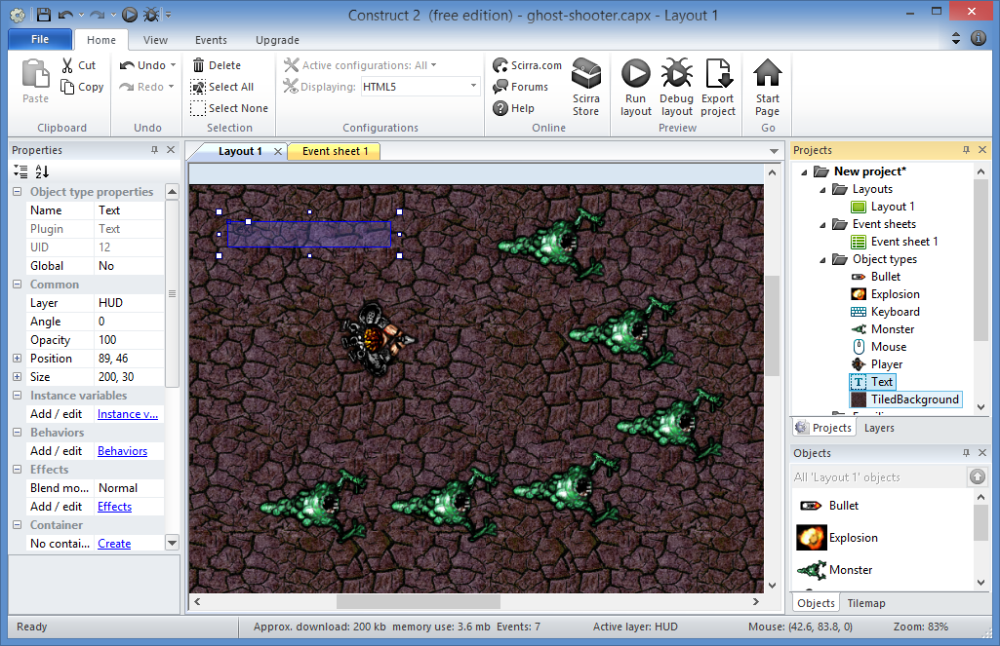 Construct 2 (free edition) - ghost-shooter.capx - Layout 1
File Home View Events Upgrade
Paste
Cut
Copy
Clipboard
Undo
Redo
Undo
Delete
Select All
Select None
Selection
Active configurations: All
Displaying: HTML5
Configurations
Scirra.com
Forums
Help
Scirra
Store
Online
Run
layout
Debug
layout
Export
project
Preview
Start
Page
Go
Properties
Object type properties
Name Text
Plugin Text
UID 12
Global No
Common
Layer HUD
Angle 0
Opacity 100
Position 89, 46
Size 200, 30
Instance variables
Add / edit Instance v...
Behaviors
Add / edit Behaviors
Effects
Blend mo... Normal
Add / edit Effects
Container
No contai... Create
Layout 1
Event sheet 1
Projects
New project*
Layouts
Layout 1
Event sheets
Event sheet 1
Object types
Bullet
Explosion
Keyboard
Monster
Mouse
Player
Text
TiledBackground
Projects Layers
Objects
All 'Layout 1' objects
Bullet
Explosion
Monster
Objects Tilemap
Ready
Approx. download: 200 kb memory use: 3.6 mb Events: 7
Active layer: HUD
Mouse: (42.6, 83.8, 0)
Zoom: 83%